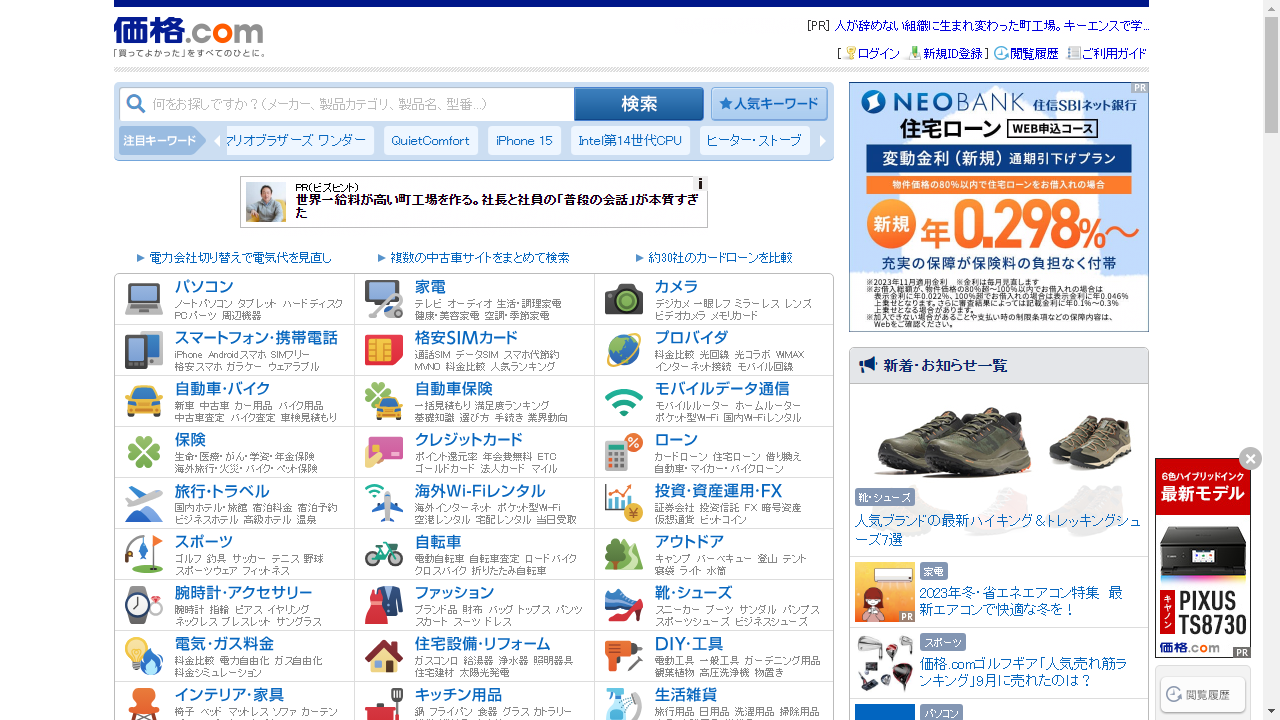 価格.com
「買ってよかった」をすべてのひとに。
[PR] 人が辞めない組織に生まれ変わった町工場。キーエンスで学...
[ ログイン 新規ID登録 ] 閲覧履歴 ご利用ガイド
何をお探しですか？（メーカー、製品カテゴリ、製品名、型番...）
検索
人気キーワード
注目キーワード
ァリオブラザーズ ワンダー
QuietComfort
iPhone 15
Intel第14世代CPU
ヒーター・ストーブ
PR(ビズヒント)
世界一給料が高い町工場を作る。社長と社員の「普段の会話」が本質すぎ
た
電力会社切り替えで電気代を見直し
複数の中古車サイトをまとめて検索
約80社のカードローンを比較
パソコン
ノートパソコン タブレット ハードディスク
PCパーツ 周辺機器
家電
テレビ オーディオ 生活・調理家電
健康・美容家電 空調・季節家電
カメラ
デジカメ 一眼レフ ミラーレス レンズ
ビデオカメラ メモリカード
スマートフォン・携帯電話
iPhone Androidスマホ SIMフリー
格安スマホ ガラケー ウェアラブル
格安SIMカード
通話SIM データSIM スマホ代節約
MVNO 料金比較 人気ランキング
プロバイダ
料金比較 光回線 光コラボ WiMAX
インターネット接続 モバイル回線
自動車・バイク
新車 中古車 カー用品 バイク用品
中古車査定 バイク査定 車検見積もり
自動車保険
一括見積もり 満足度ランキング
基礎知識 選び方 手続き 業界動向
モバイルデータ通信
モバイルルーター ホームルーター
ポケット型Wi-Fi 国内Wi-Fiレンタル
保険
生命・医療・がん・学資・年金保険
海外旅行・火災・バイク・ペット保険
クレジットカード
ポイント還元率 年会費無料 ETC
ゴールドカード 法人カード マイル
ローン
カードローン 住宅ローン 借り換え
自動車・マイカー・バイクローン
旅行・トラベル
国内ホテル・旅館 宿泊料金 宿泊予約
ビジネスホテル 高級ホテル 温泉
海外Wi-Fiレンタル
海外インターネット ポケット型Wi-Fi
空港レンタル 宅配レンタル 当日受取
投資・資産運用・FX
証券会社 投資信託 FX 暗号資産
仮想通貨 ビットコイン
スポーツ
ゴルフ 釣具 サッカー テニス 野球
スポーツウェア フィットネス
自転車
電動自転車 自転車査定 ロードバイク
クロスバイク 折りたたみ自転車
アウトドア
キャンプ バーベキュー 登山 テント
寝袋 ライト 水筒
腕時計・アクセサリー
腕時計 指輪 ピアス イヤリング
ネックレス ブレスレット サングラス
ファッション
ブランド品 財布 バッグ トップス パンツ
スカート スーツ ドレス
靴・シューズ
スニーカー ブーツ サンダル パンプス
スポーツシューズ ビジネスシューズ
電気・ガス料金
料金比較 電力自由化 ガス自由化
料金シミュレーション
住宅設備・リフォーム
ガスコンロ 給湯器 浄水器 照明器具
住宅建材 太陽光発電
DIY・工具
電動工具 一般工具 ガーデニング用品
観葉植物 高圧洗浄機 物置き
インテリア・家具
椅子 ベッド マットレス ソファ カーテン
キッチン用品
鍋 フライパン 食器 グラス カトラリー
生活雑貨
旅行用品 日用品 洗濯用品 掃除用品
PR
NEOBANK 住信SBIネット銀行
住宅ローン WEB申込コース
変動金利（新規）通期引下げプラン
物件価格の80％以内で住宅ローンをお借入れの場合
新規 年0.298%～
充実の保障が保険料の負担なく付帯
※2023年11月適用金利 ※金利は毎月見直します
※お借入総額が、物件価格の80％超～100％以内でお借入れの場合は
表示金利に年0.022％、100％超でお借入れの場合は表示金利に年0.046％
上乗せとなります。さらに審査結果によっては記載金利に年0.1％～0.3％
上乗せとなる場合があります。
※加入できない場合があることや支払い時の制限条項などの保障内容は、
Webをご確認ください。
新着・お知らせ一覧
靴・シューズ
人気ブランドの最新ハイキング＆トレッキングシュ
ーズ7選
家電
2023年冬・省エネエアコン特集 最
新エアコンで快適な冬を！
PR
スポーツ
価格.comゴルフギア「人気売れ筋ラ
ンキング」9月に売れたのは？
パソコン
6色ハイブリッドインク
最新モデル
キヤノン
PIXUS
TS8730
価格.com
PR
閲覧履歴